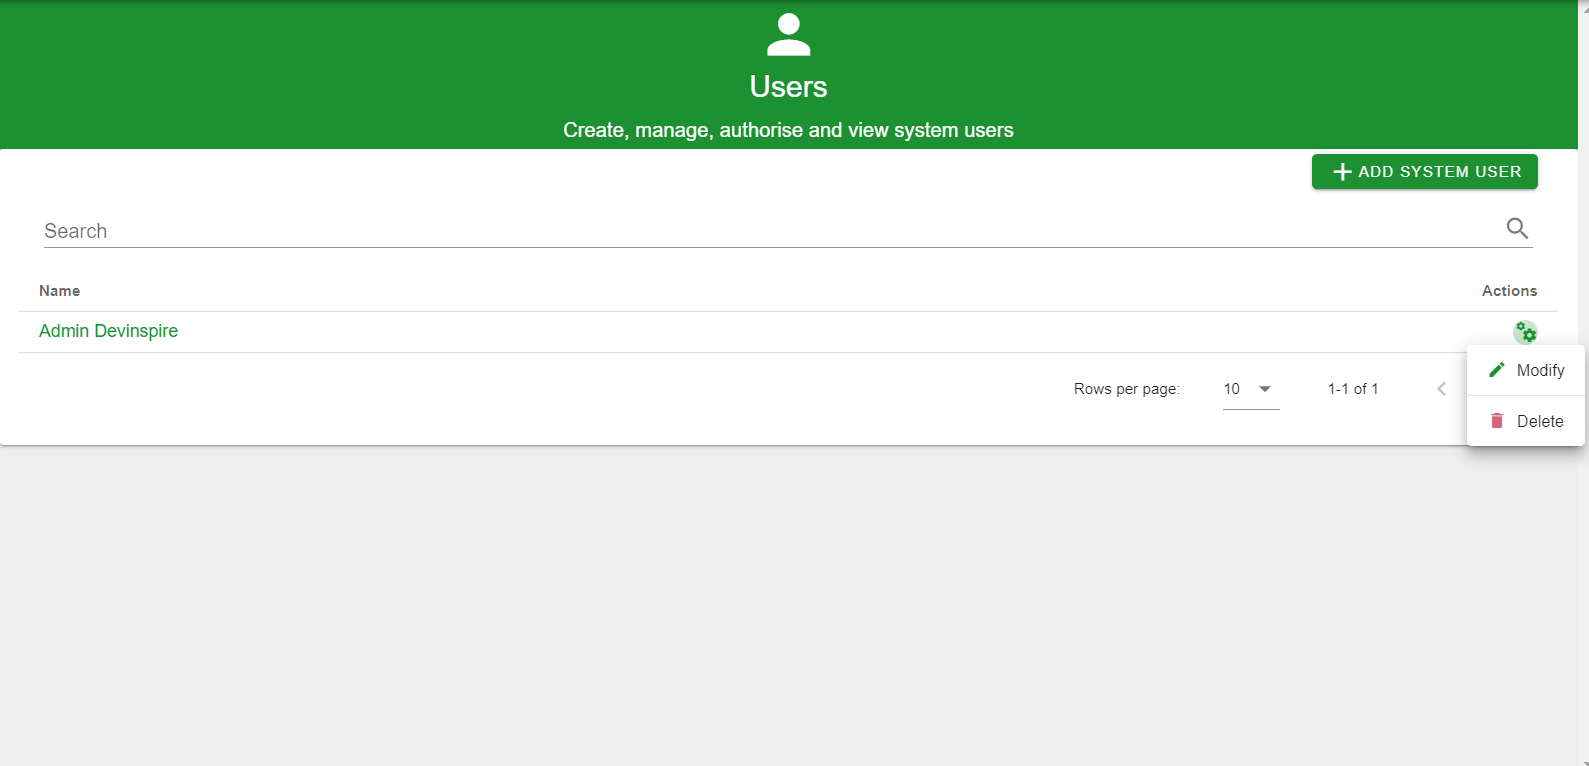 Users
Create, manage, authorise and view system users
ADD SYSTEM USER
Search
Name Actions
Admin Devinspire
Modify
Rows per page: 10 1-1 of 1
Delete